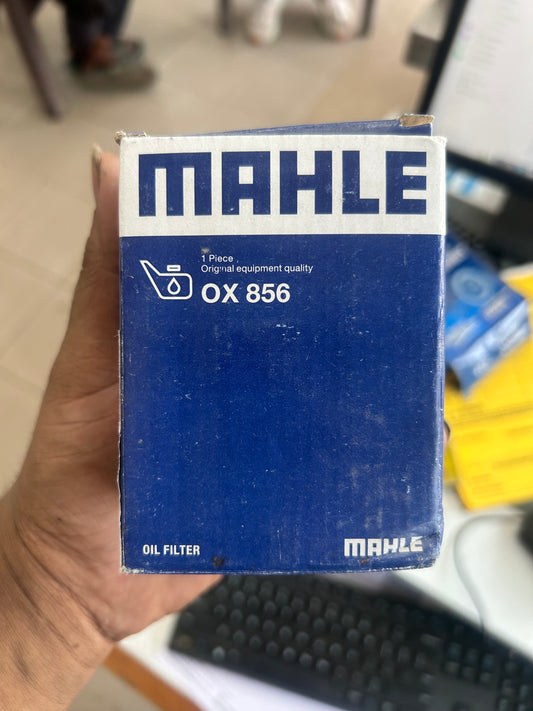 MAHLE
1 Piece
Original equipment quality
OX 856
OIL FILTER
MAHLE